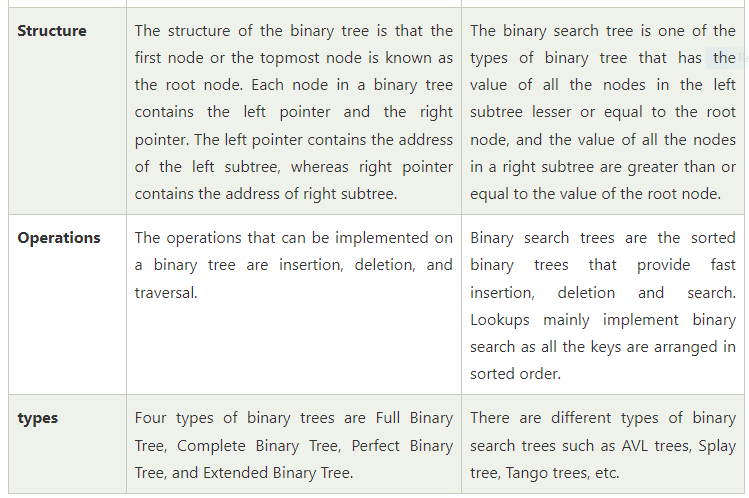 Structure
The structure of the binary tree is that the
first node or the topmost node is known as
the root node. Each node in a binary tree
contains the left pointer and the right
pointer. The left pointer contains the address
of the left subtree, whereas right pointer
contains the address of right subtree.
The binary search tree is one of the
types of binary tree that has the
value of all the nodes in the left
subtree lesser or equal to the root
node, and the value of all the nodes
in a right subtree are greater than or
equal to the value of the root node.
Operations
The operations that can be implemented on
a binary tree are insertion, deletion, and
traversal.
Binary search trees are the sorted
binary trees that provide fast
insertion, deletion and search.
Lookups mainly implement binary
search as all the keys are arranged in
sorted order.
types
Four types of binary trees are Full Binary
Tree, Complete Binary Tree, Perfect Binary
Tree, and Extended Binary Tree.
There are different types of binary
search trees such as AVL trees, Splay
tree, Tango trees, etc.